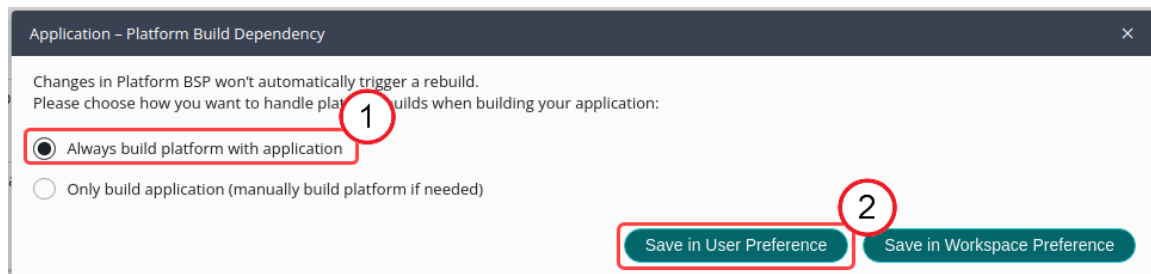 Application – Platform Build Dependency
Changes in Platform BSP won't automatically trigger a rebuild.
Please choose how you want to handle pla uilds when building your application:
1
Always build platform with application
Only build application (manually build platform if needed)
2
Save in User Preference
Save in Workspace Preference